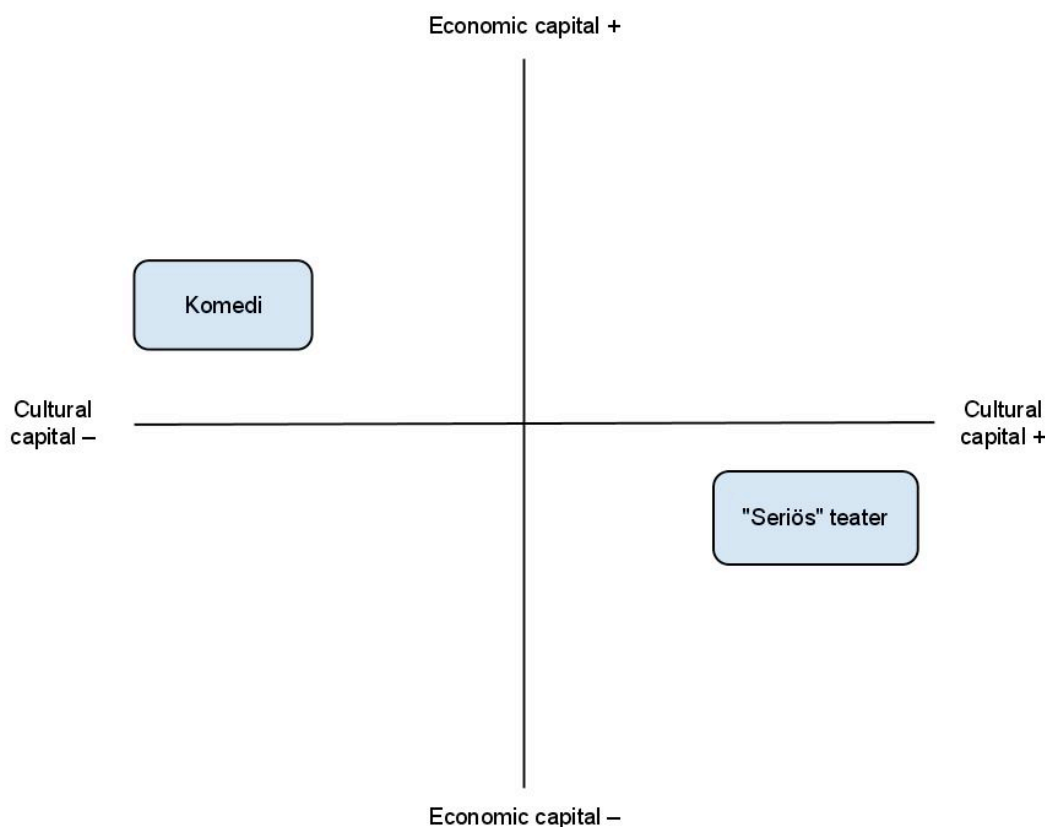 Economic capital +
Komedi
Cultural
capital –
Cultural
capital +
"Seriös" teater
Economic capital –